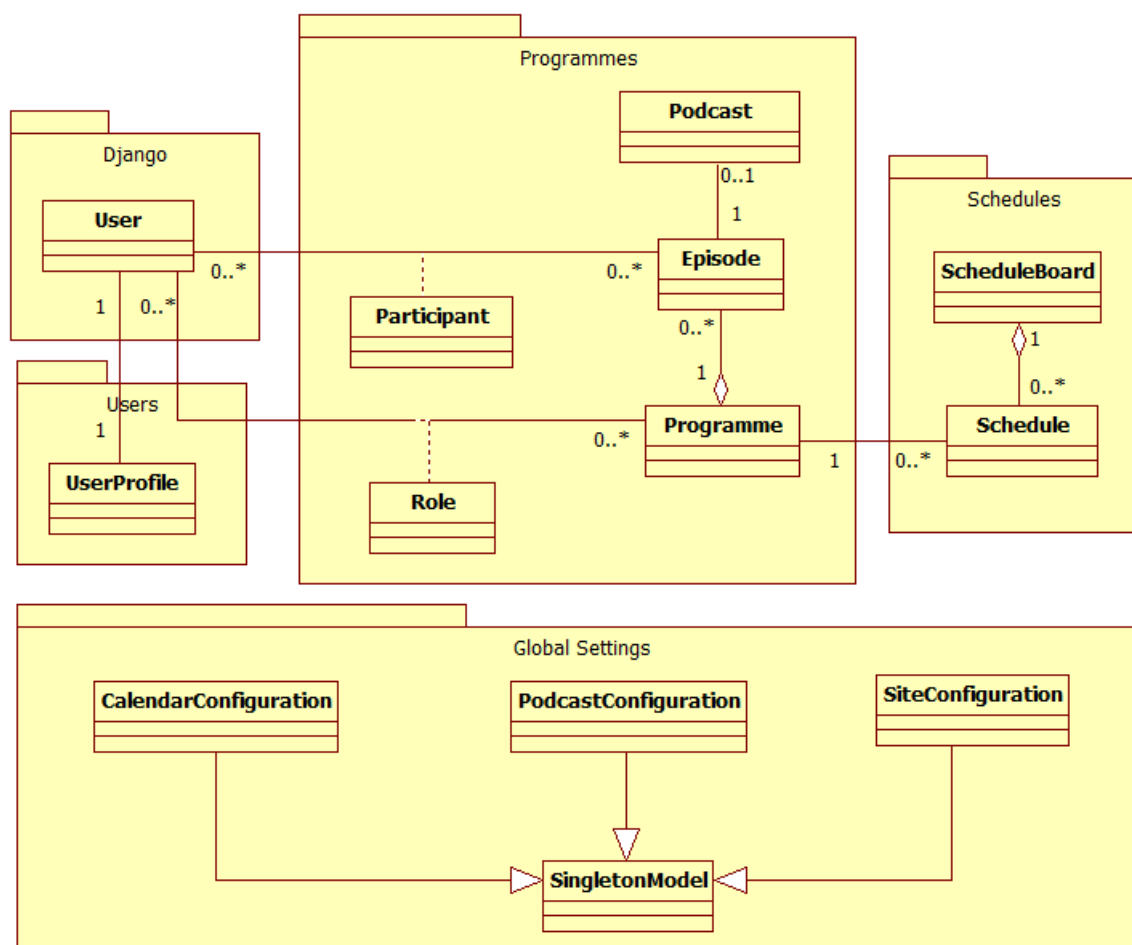 Programmes
Podcast
Django
0..1
Schedules
User
1
Episode
ScheduleBoard
0..*
0..*
1
0..*
Participant
0..*
1
1
0..*
Users
Programme
Schedule
1
0..*
1
0..*
UserProfile
Role
Global Settings
CalendarConfiguration
PodcastConfiguration
SiteConfiguration
SingletonModel